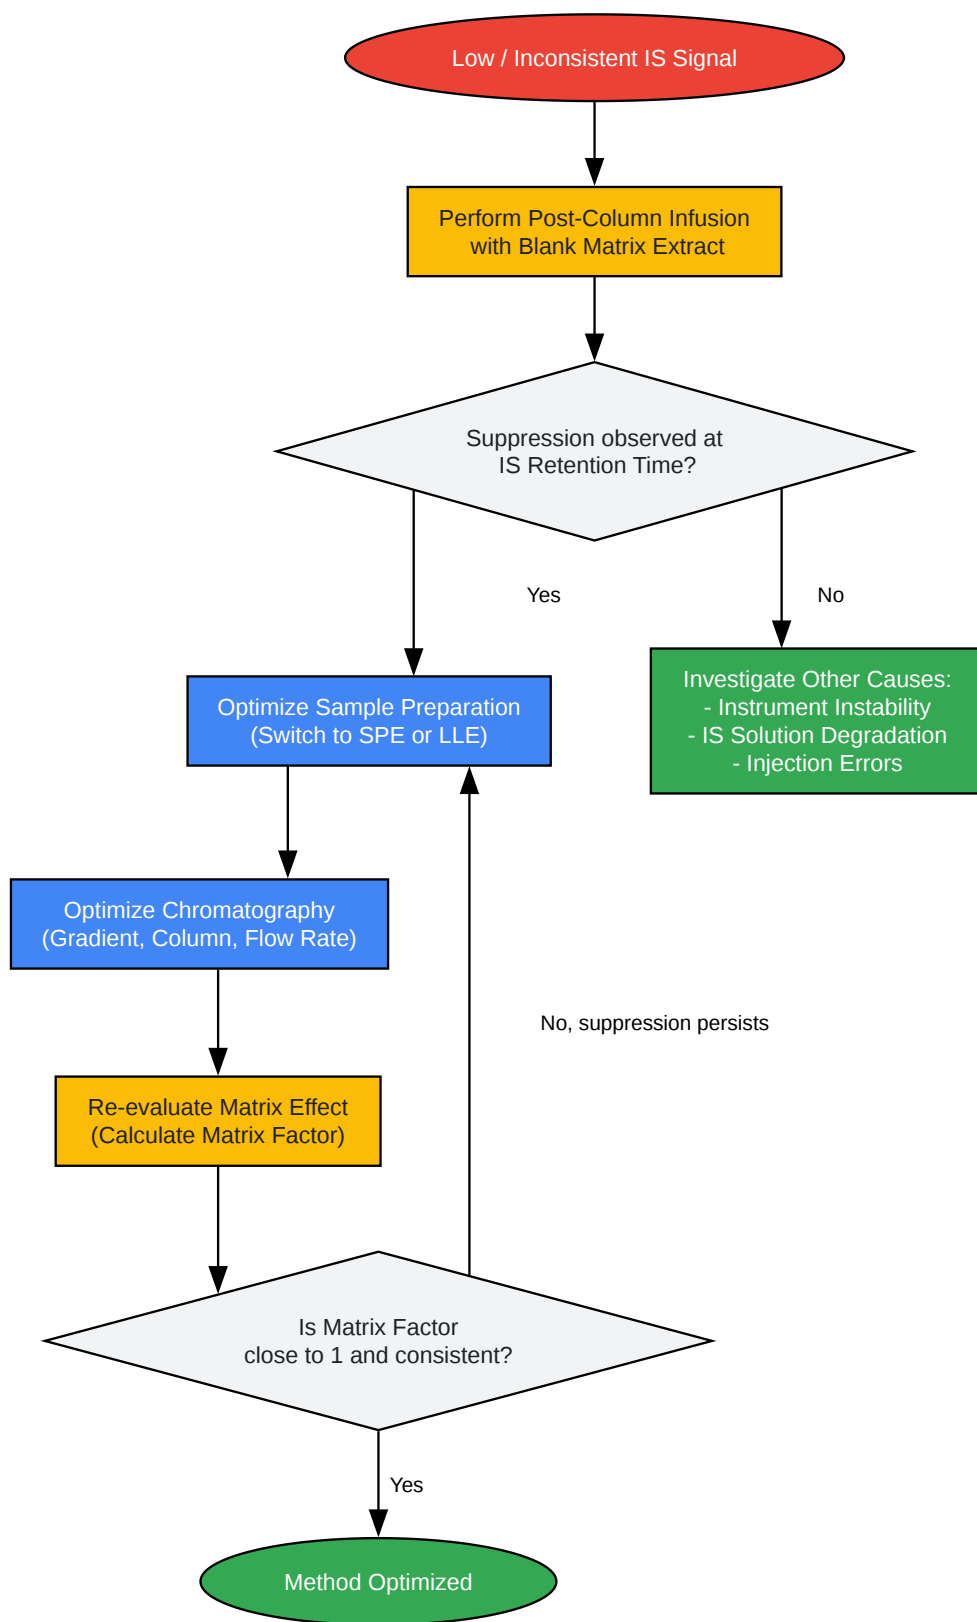 Low / Inconsistent IS Signal
Perform Post-Column Infusion
with Blank Matrix Extract
Suppression observed at
IS Retention Time?
Yes
No
Investigate Other Causes:
- Instrument Instability
- IS Solution Degradation
- Injection Errors
Optimize Sample Preparation
(Switch to SPE or LLE)
Optimize Chromatography
(Gradient, Column, Flow Rate)
No, suppression persists
Re-evaluate Matrix Effect
(Calculate Matrix Factor)
Is Matrix Factor
close to 1 and consistent?
Yes
Method Optimized